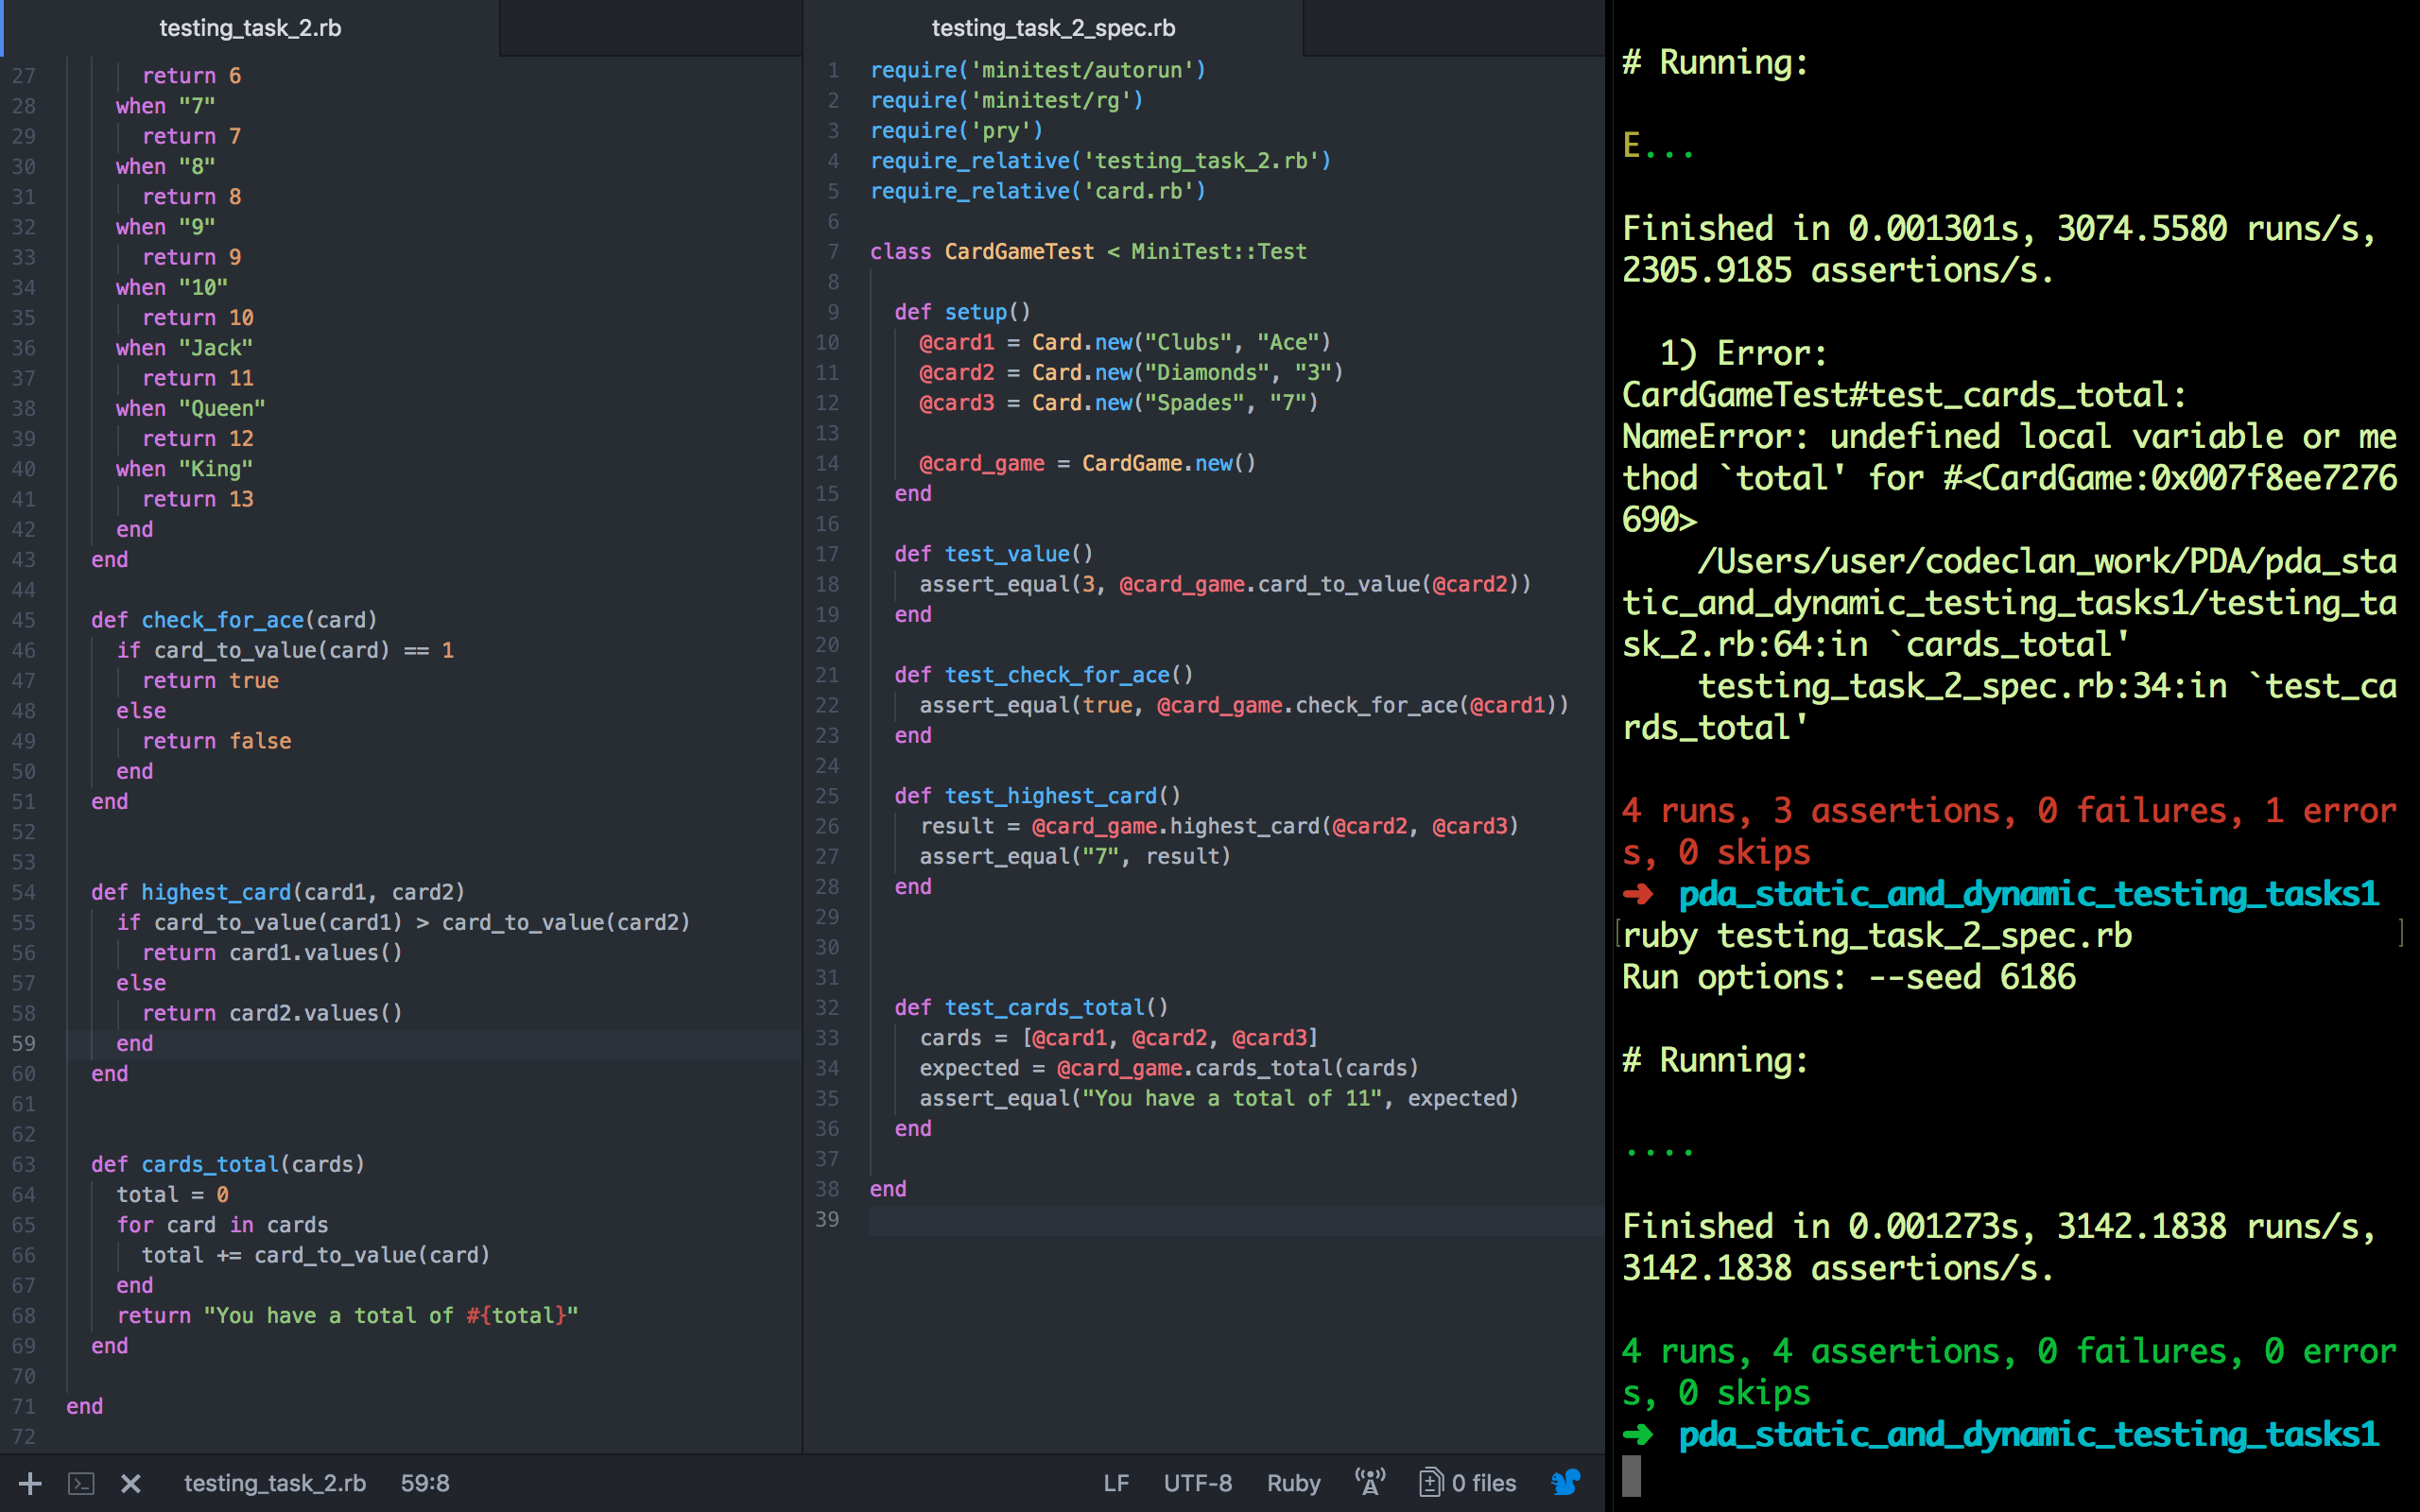 testing_task_2.rb
27 return 6
28 when "7"
29 return 7
30 when "8"
31 return 8
32 when "9"
33 return 9
34 when "10"
35 return 10
36 when "Jack"
37 return 11
38 when "Queen"
39 return 12
40 when "King"
41 return 13
42 end
43 end
44
45 def check_for_ace(card)
46 if card_to_value(card) == 1
47 return true
48 else
49 return false
50 end
51 end
52
53
54 def highest_card(card1, card2)
55 if card_to_value(card1) > card_to_value(card2)
56 return card1.values()
57 else
58 return card2.values()
59 end
60 end
61
62
63 def cards_total(cards)
64 total = 0
65 for card in cards
66 total += card_to_value(card)
67 end
68 return "You have a total of #{total}"
69 end
70
71 end
72
testing_task_2_spec.rb
1 require('minitest/autorun')
2 require('minitest/rg')
3 require('pry')
4 require_relative('testing_task_2.rb')
5 require_relative('card.rb')
6
7 class CardGameTest < MiniTest::Test
8
9 def setup()
10 @card1 = Card.new("Clubs", "Ace")
11 @card2 = Card.new("Diamonds", "3")
12 @card3 = Card.new("Spades", "7")
13
14 @card_game = CardGame.new()
15 end
16
17 def test_value()
18 assert_equal(3, @card_game.card_to_value(@card2))
19 end
20
21 def test_check_for_ace()
22 assert_equal(true, @card_game.check_for_ace(@card1))
23 end
24
25 def test_highest_card()
26 result = @card_game.highest_card(@card2, @card3)
27 assert_equal("7", result)
28 end
29
30
31
32 def test_cards_total()
33 cards = [@card1, @card2, @card3]
34 expected = @card_game.cards_total(cards)
35 assert_equal("You have a total of 11", expected)
36 end
37
38 end
39
# Running:
E...
Finished in 0.001301s, 3074.5580 runs/s,
2305.9185 assertions/s.
1) Error:
CardGameTest#test_cards_total:
NameError: undefined local variable or me
thod `total' for #<CardGame:0x007f8ee7276
690>
/Users/user/codeclan_work/PDA/pda_sta
tic_and_dynamic_testing_tasks1/testing_ta
sk_2.rb:64:in `cards_total'
testing_task_2_spec.rb:34:in `test_ca
rds_total'
4 runs, 3 assertions, 0 failures, 1 error
s, 0 skips
➜ pda_static_and_dynamic_testing_tasks1
[ruby testing_task_2_spec.rb ]
Run options: --seed 6186
# Running:
....
Finished in 0.001273s, 3142.1838 runs/s,
3142.1838 assertions/s.
4 runs, 4 assertions, 0 failures, 0 error
s, 0 skips
➜ pda_static_and_dynamic_testing_tasks1
testing_task_2.rb 59:8 LF UTF-8 Ruby 0 files